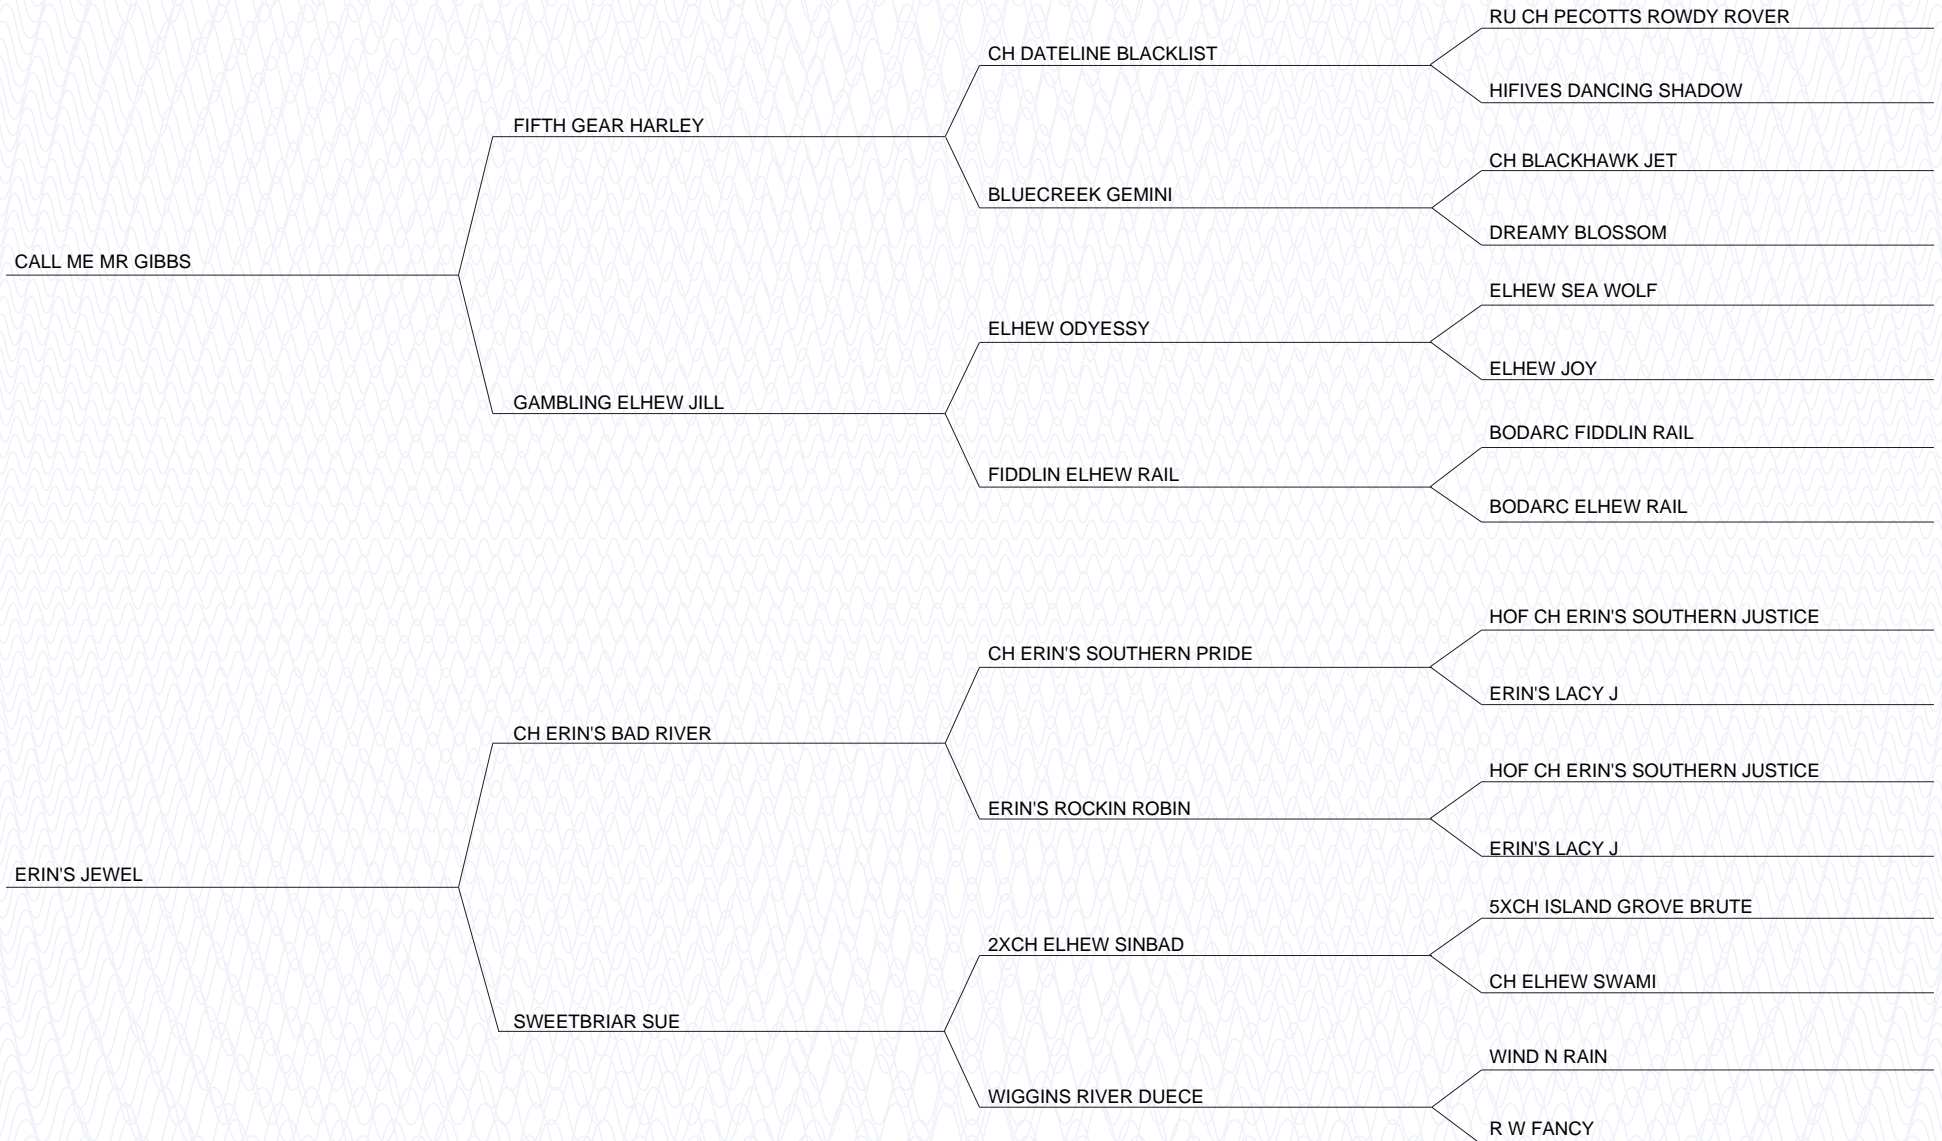 RU CH PECOTTS ROWDY ROVER
CH DATELINE BLACKLIST
HIFIVES DANCING SHADOW
FIFTH GEAR HARLEY
CH BLACKHAWK JET
BLUECREEK GEMINI
DREAMY BLOSSOM
CALL ME MR GIBBS
ELHEW SEA WOLF
ELHEW ODYESSY
ELHEW JOY
GAMBLING ELHEW JILL
BODARC FIDDLIN RAIL
FIDDLIN ELHEW RAIL
BODARC ELHEW RAIL
HOF CH ERIN'S SOUTHERN JUSTICE
CH ERIN'S SOUTHERN PRIDE
ERIN'S LACY J
CH ERIN'S BAD RIVER
HOF CH ERIN'S SOUTHERN JUSTICE
ERIN'S ROCKIN ROBIN
ERIN'S LACY J
ERIN'S JEWEL
5XCH ISLAND GROVE BRUTE
2XCH ELHEW SINBAD
CH ELHEW SWAMI
SWEETBRIAR SUE
WIND N RAIN
WIGGINS RIVER DUECE
R W FANCY